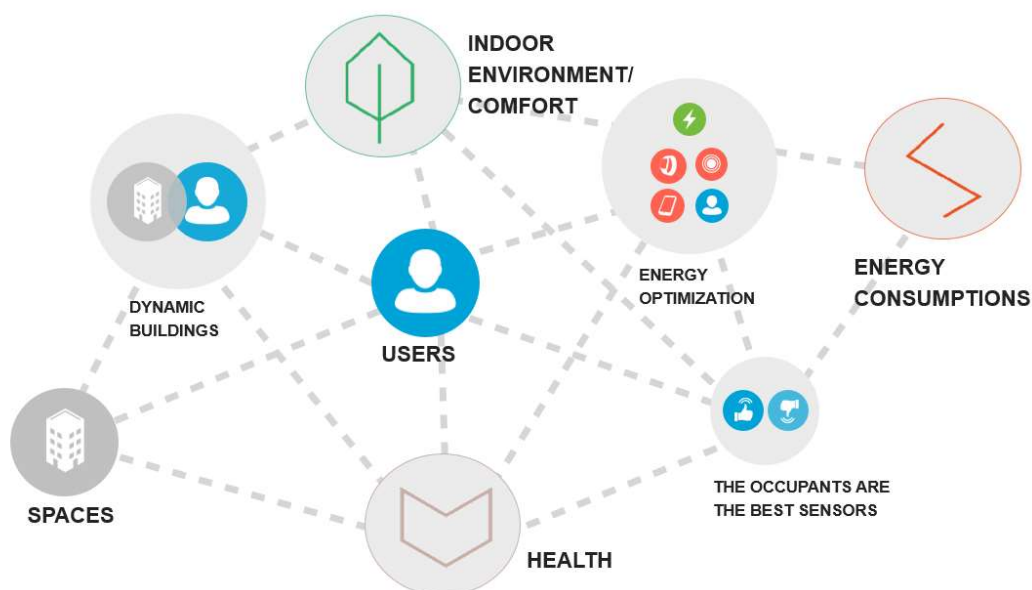 INDOOR
ENVIRONMENT/
COMFORT
DYNAMIC
BUILDINGS
USERS
ENERGY
OPTIMIZATION
ENERGY
CONSUMPTIONS
SPACES
HEALTH
THE OCCUPANTS ARE
THE BEST SENSORS